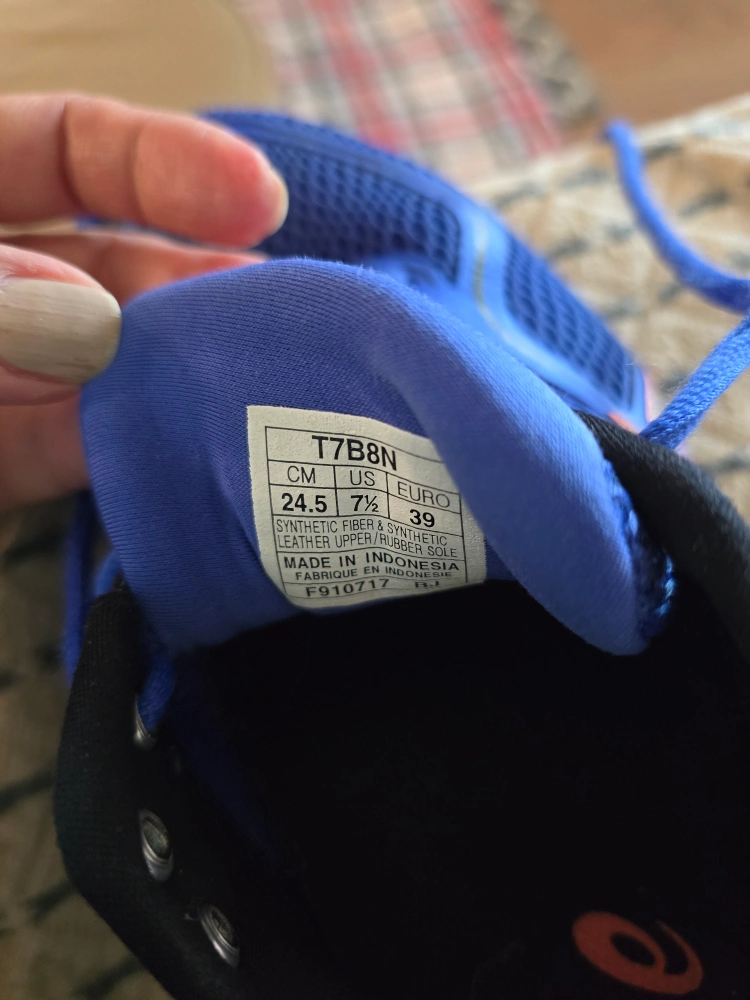 T7B8N
CM US EURO
24.5 7½ 39
SYNTHETIC FIBER & SYNTHETIC
LEATHER UPPER/RUBBER SOLE
MADE IN INDONESIA
FABRIQUE EN INDONESIE
F910717